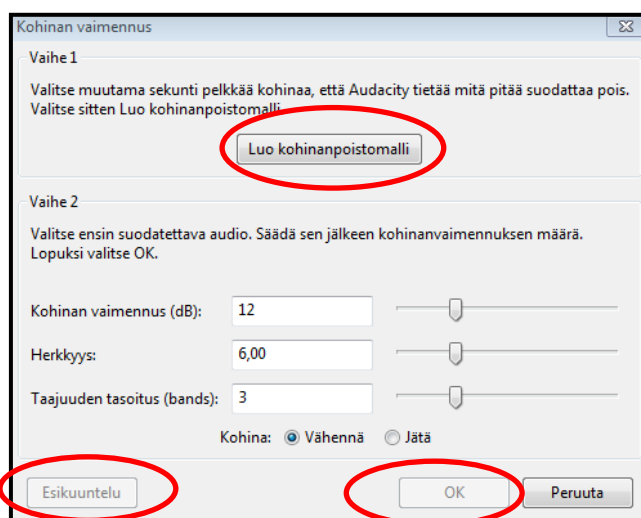 Kohinan vaimennus
Vaihe 1
Valitse muutama sekunti pelkkää kohinaa, että Audacity tietää mitä pitää suodattaa pois.
Valitse sitten Luo kohinanpoistomalli.
Luo kohinanpoistomalli
Vaihe 2
Valitse ensin suodatettava audio. Säädä sen jälkeen kohinanvaimennuksen määrä.
Lopuksi valitse OK.
Kohinan vaimennus (dB): 12
Herkkyys: 6,00
Taajuuden tasoitus (bands): 3
Kohina: Vähennä Jätä
Esikuuntelu OK Peruuta